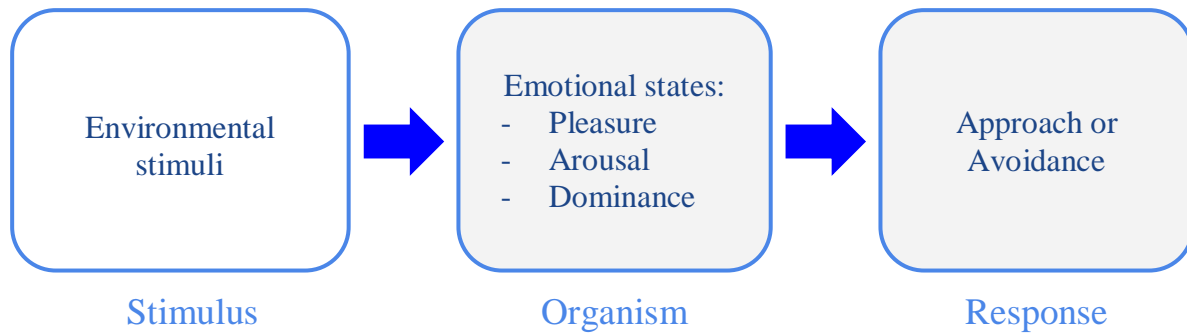 Environmental
stimuli
Emotional states:
- Pleasure
- Arousal
- Dominance
Approach or
Avoidance
Stimulus
Organism
Response